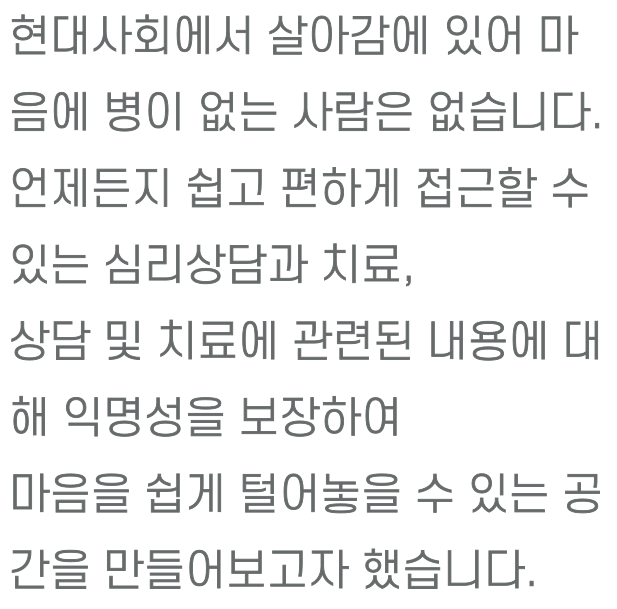 현대사회에서 살아감에 있어 마
음에 병이 없는 사람은 없습니다.
언제든지 쉽고 편하게 접근할 수
있는 심리상담과 치료,
상담 및 치료에 관련된 내용에 대
해 익명성을 보장하여
마음을 쉽게 털어놓을 수 있는 공
간을 만들어보고자 했습니다.